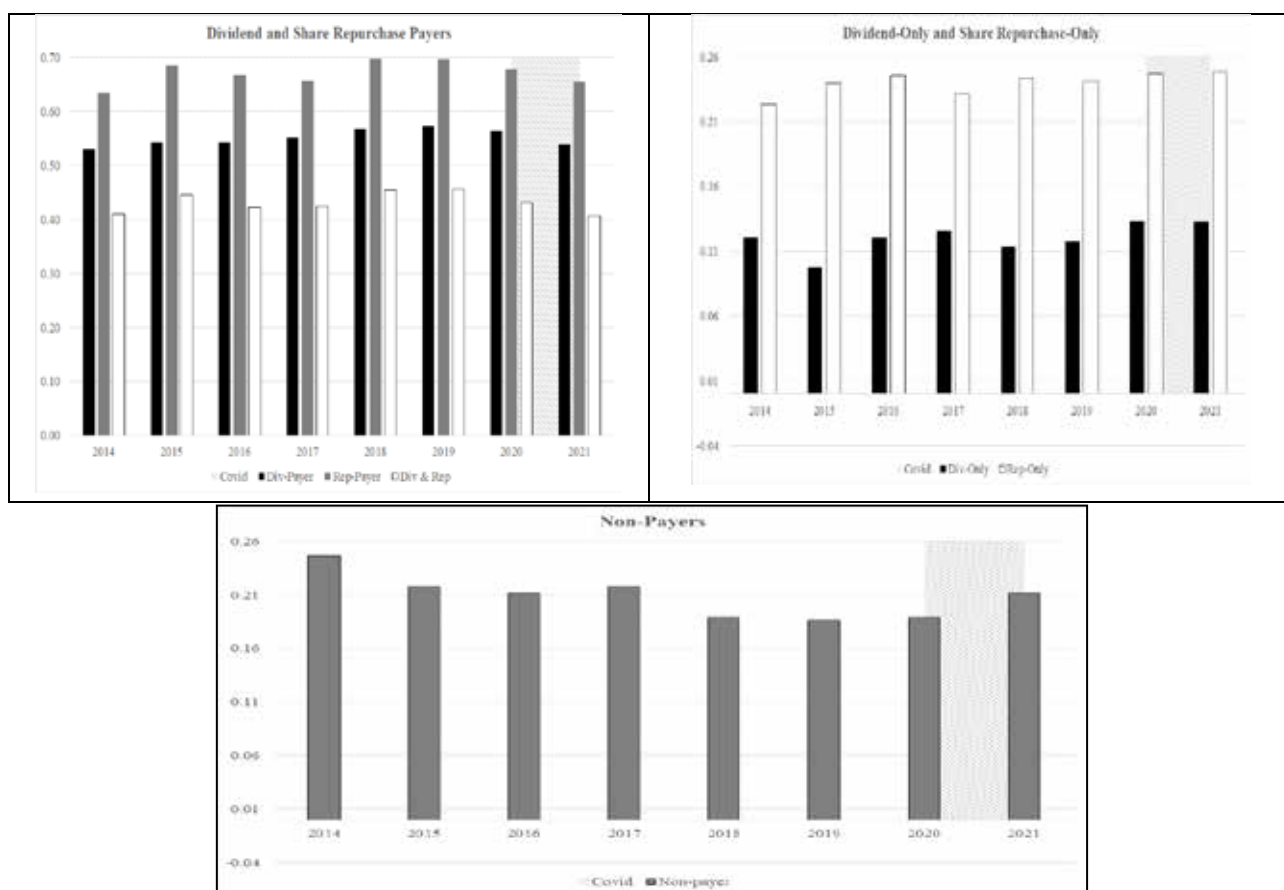 Dividend and Share Repurchase Payers
0.70
0.60
0.50
0.40
0.30
0.20
0.10
0.00
2014 2015 2016 2017 2018 2019 2020 2021
Covid Div-Payer Rep-Payer Div & Rep
Dividend-Only and Share Repurchase-Only
0.26
0.21
0.16
0.11
0.06
0.01
2014 2015 2016 2017 2018 2019 2020 2021
-0.04
Covid Div-Only Rep-Only
Non-Payers
0.26
0.21
0.16
0.11
0.06
0.01
2014 2015 2016 2017 2018 2019 2020 2021
-0.04
Covid Non-payer